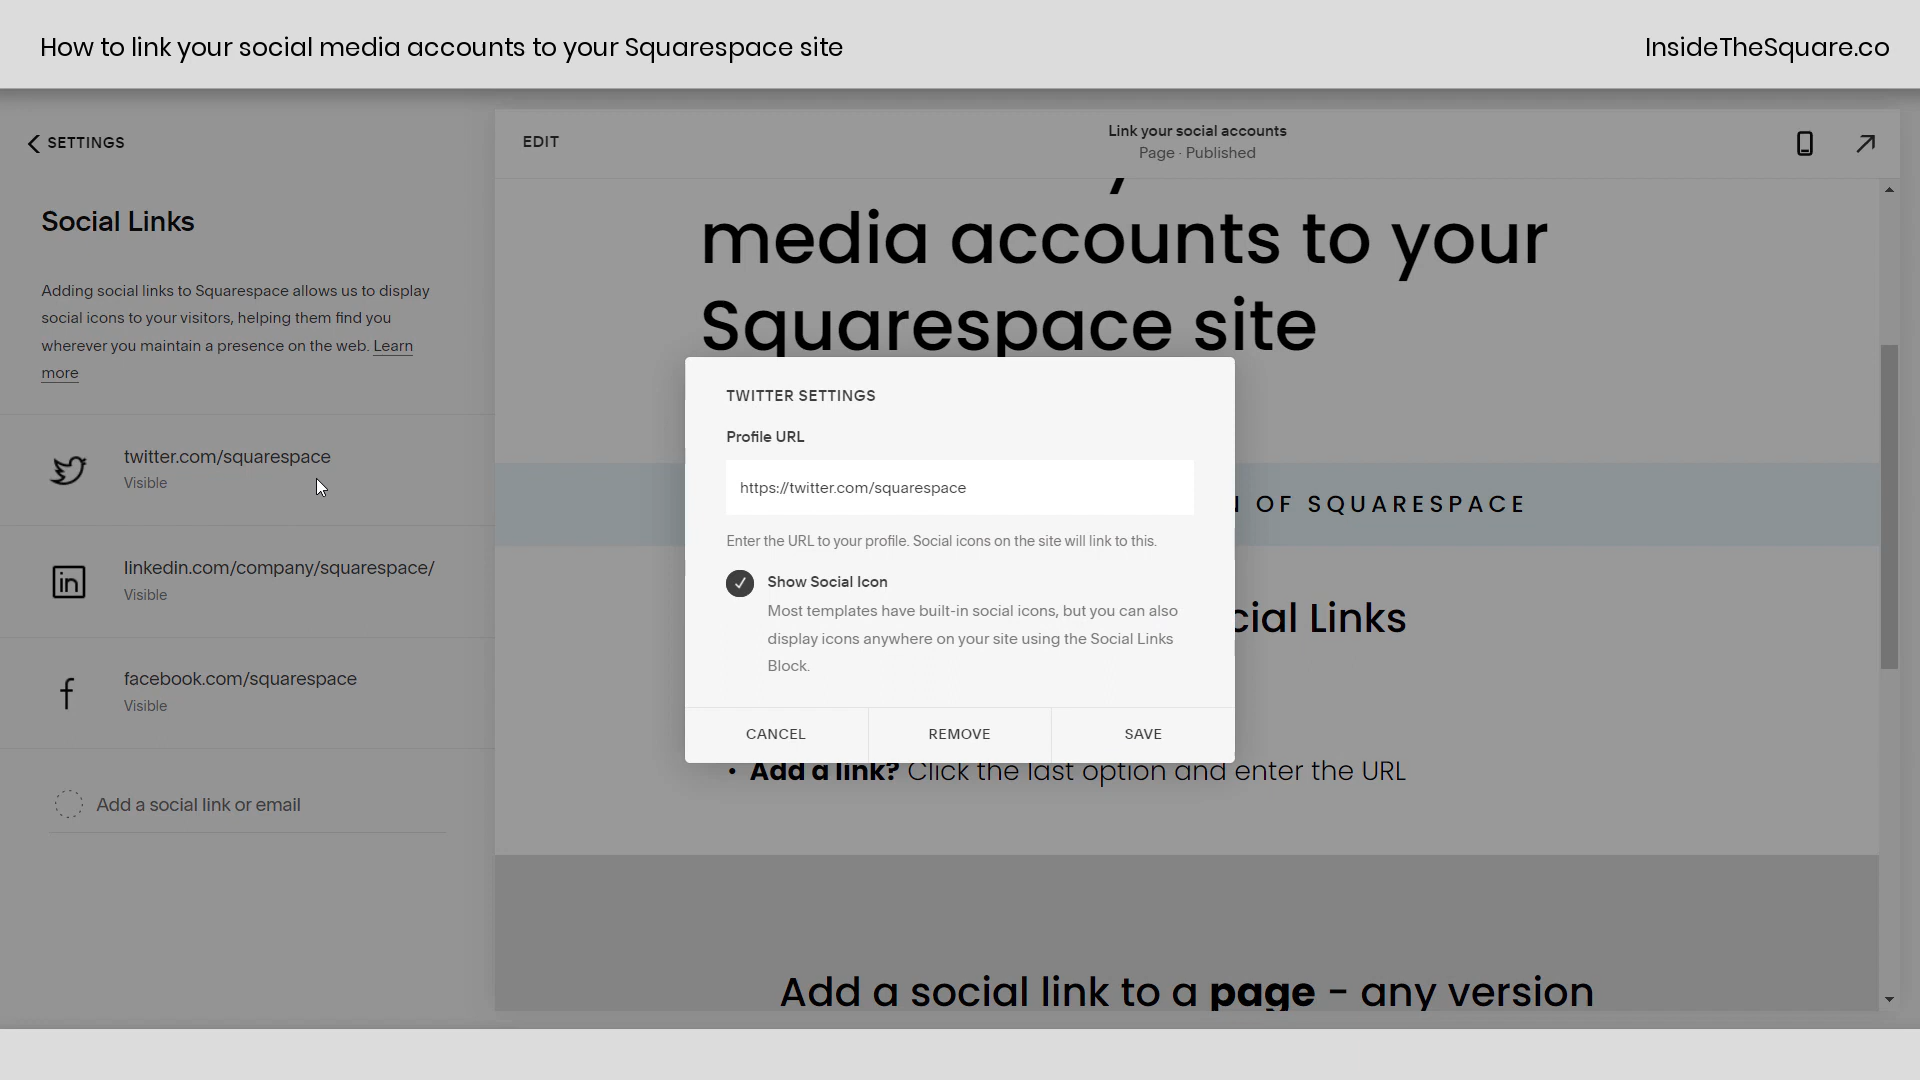 How to link your social media accounts to your Squarespace site
InsideTheSquare.co
SETTINGS
Social Links
Adding social links to Squarespace allows us to display
social icons to your visitors, helping them find you
wherever you maintain a presence on the web. Learn
more
twitter.com/squarespace
Visible
linkedin.com/company/squarespace/
Visible
facebook.com/squarespace
Visible
Add a social link or email
EDIT
Link your social accounts
Page · Published
media accounts to your
Squarespace site
OF SQUARESPACE
TWITTER SETTINGS
Profile URL
https://twitter.com/squarespace
Enter the URL to your profile. Social icons on the site will link to this.
Show Social Icon
Most templates have built-in social icons, but you can also
display icons anywhere on your site using the Social Links
Block.
CANCEL
REMOVE
SAVE
Links
• Add a link? Click the last option and enter the URL
Add a social link to a page - any version